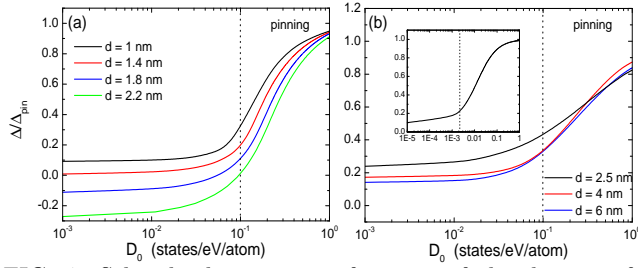 (a)
pinning
d = 1 nm
d = 1.4 nm
d = 1.8 nm
d = 2.2 nm
Δ/Δpin
1.0
0.8
0.6
0.4
0.2
0.0
-0.2
10^-3
10^-2
10^-1
10^0
D0 (states/eV/atom)
(b)
pinning
1.2
1.0
0.8
0.6
0.4
0.2
0.0
1.0
0.8
0.6
0.4
0.2
0.0
1E-5 1E-4 1E-3 0.01 0.1 1
d = 2.5 nm
d = 4 nm
d = 6 nm
10^-3
10^-2
10^-1
10^0
D0 (states/eV/atom)